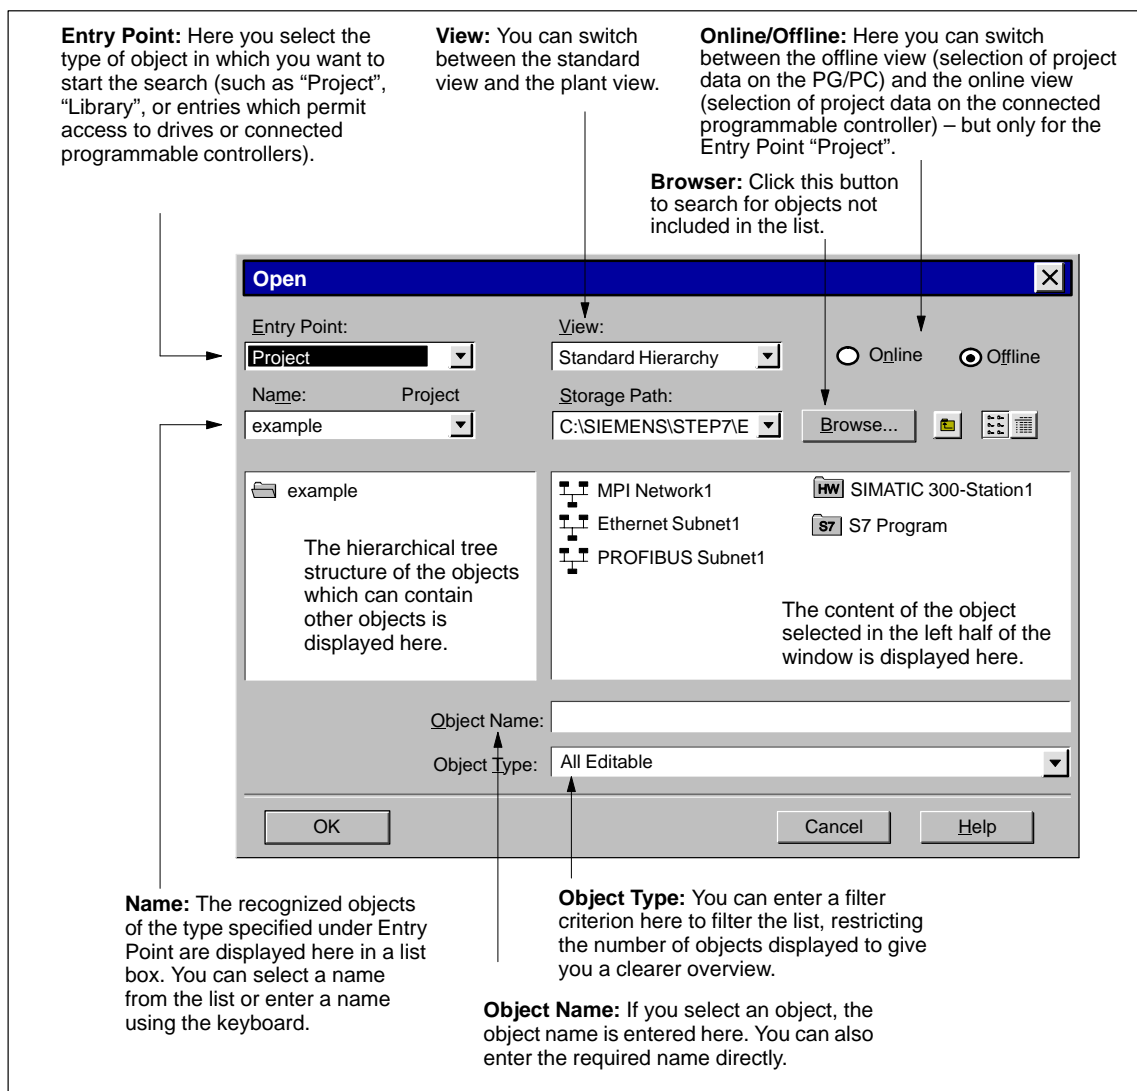 Entry Point: Here you select the
type of object in which you want to
start the search (such as “Project”,
“Library”, or entries which permit
access to drives or connected
programmable controllers).
View: You can switch
between the standard
view and the plant view.
Online/Offline: Here you can switch
between the offline view (selection of project
data on the PG/PC) and the online view
(selection of project data on the connected
programmable controller) – but only for the
Entry Point “Project”.
Browser: Click this button
to search for objects not
included in the list.
Open
Entry Point:
View:
Project
Standard Hierarchy
Online
Offline
Name:
Project
Storage Path:
example
C:\SIEMENS\STEP7\E
Browse...
example
The hierarchical tree
structure of the objects
which can contain
other objects is
displayed here.
MPI Network1
Ethernet Subnet1
PROFIBUS Subnet1
HW SIMATIC 300-Station1
S7 S7 Program
The content of the object
selected in the left half of the
window is displayed here.
Object Name:
Object Type:
All Editable
OK
Cancel
Help
Name: The recognized objects
of the type specified under Entry
Point are displayed here in a list
box. You can select a name
from the list or enter a name
using the keyboard.
Object Type: You can enter a filter
criterion here to filter the list, restricting
the number of objects displayed to give
you a clearer overview.
Object Name: If you select an object, the
object name is entered here. You can also
enter the required name directly.